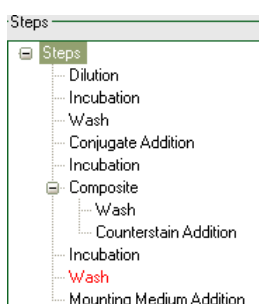 Steps
Steps
Dilution
Incubation
Wash
Conjugate Addition
Incubation
Composite
Wash
Counterstain Addition
Incubation
Wash
Mounting Medium Addition